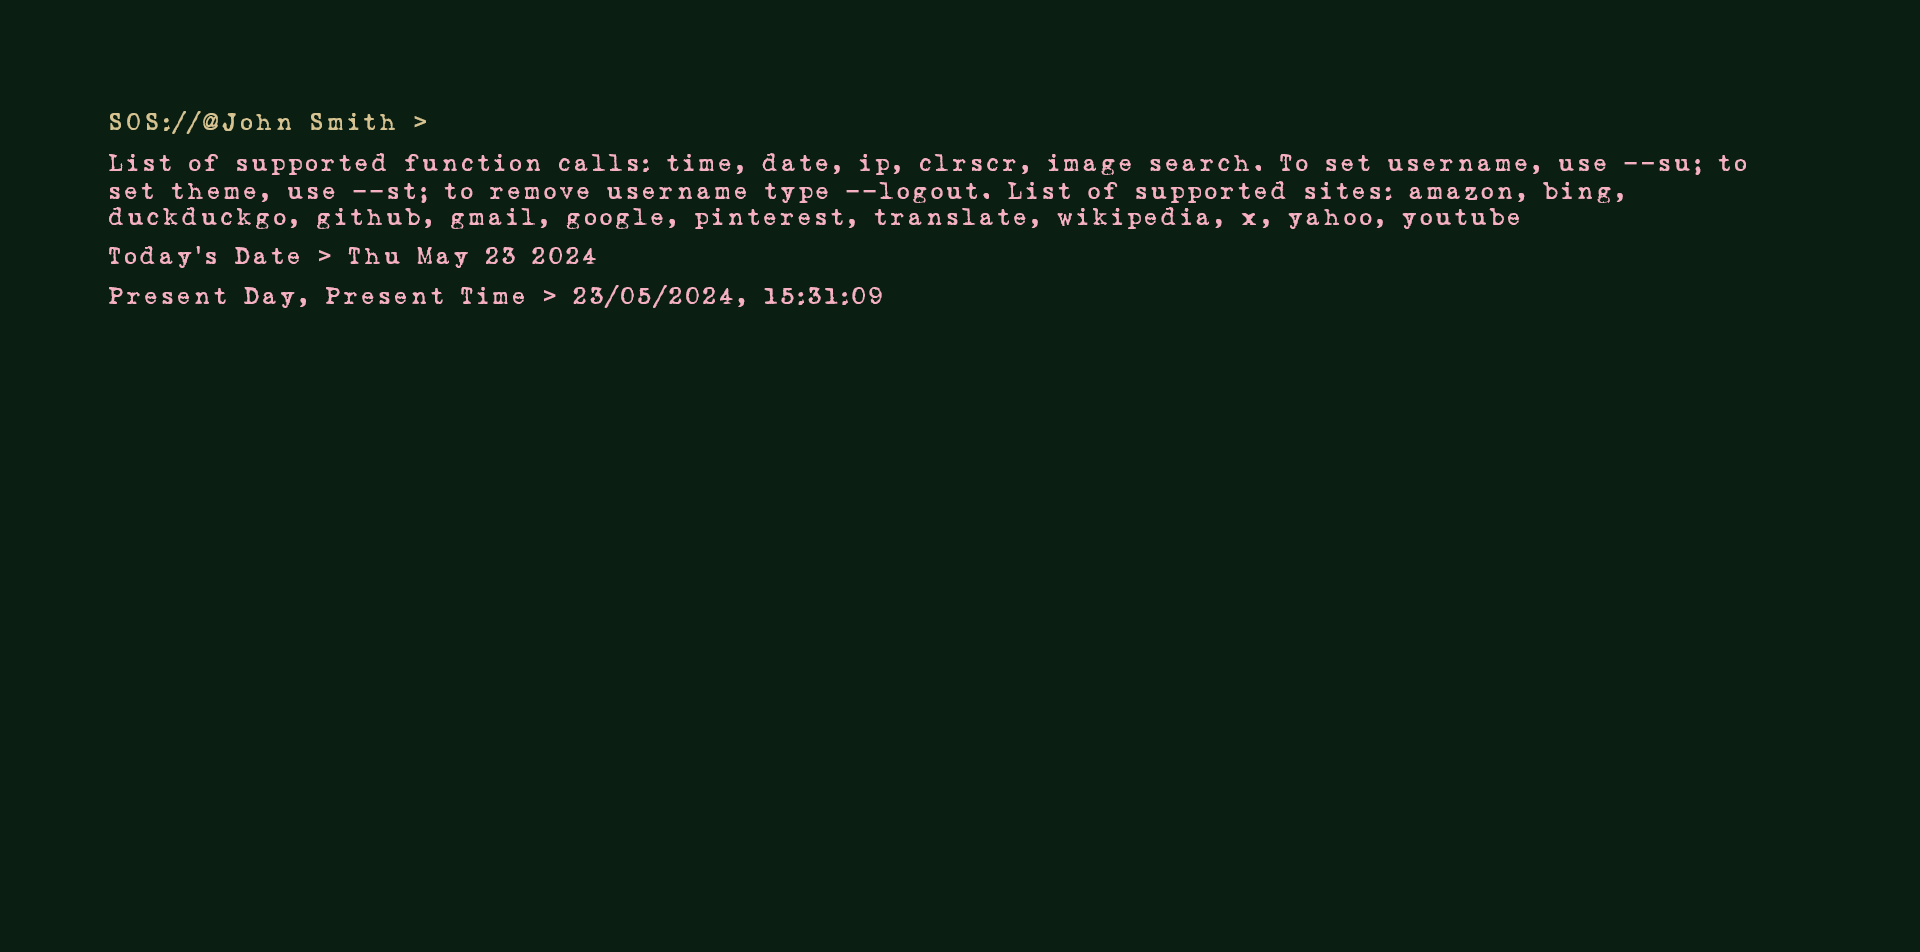 SOS://@John Smith >
List of supported function calls: time, date, ip, clrscr, image search. To set username, use --su; to
set theme, use --st; to remove username type --logout. List of supported sites: amazon, bing,
duckduckgo, github, gmail, google, pinterest, translate, wikipedia, x, yahoo, youtube
Today's Date > Thu May 23 2024
Present Day, Present Time > 23/05/2024, 15:31:09